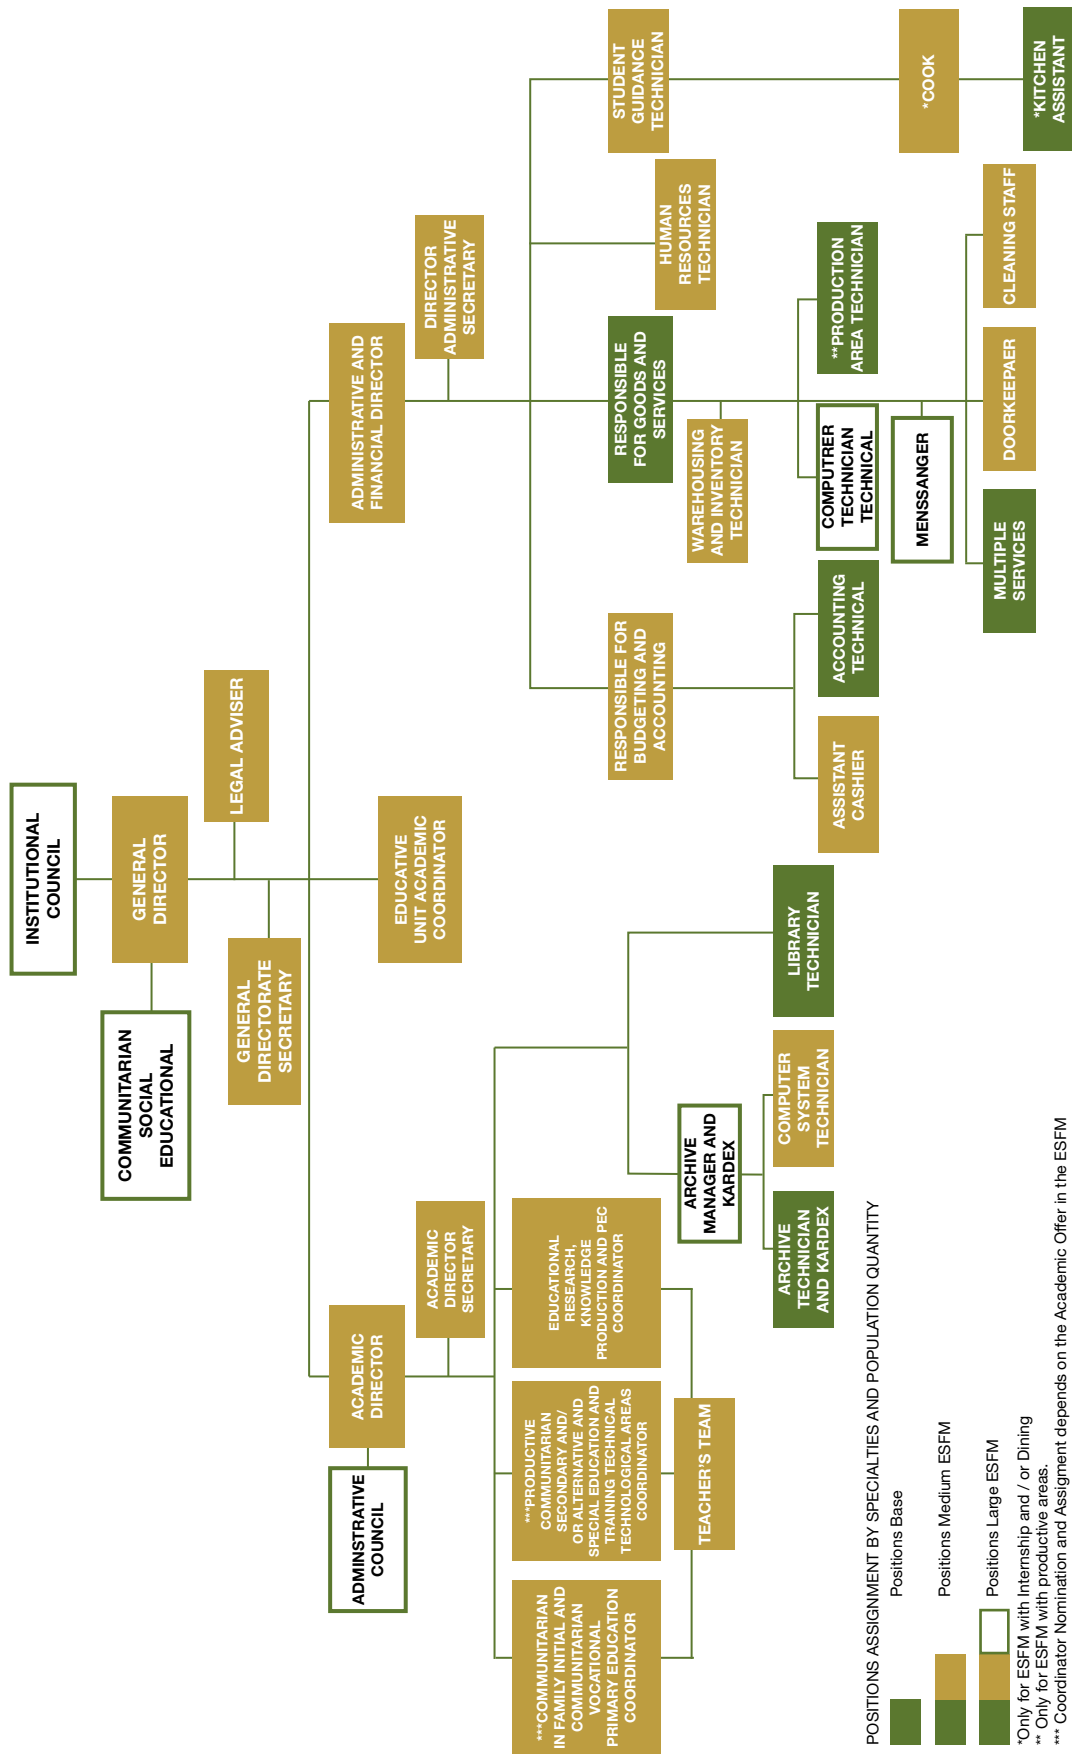 INSTITUTIONAL
COUNCIL
GENERAL
DIRECTOR
COMMUNITARIAN
SOCIAL
EDUCATIONAL
LEGAL ADVISER
GENERAL
DIRECTORATE
SECRETARY
ACADEMIC
DIRECTOR
EDUCATIVE
UNIT ACADEMIC
COORDINATOR
ADMINISTRATIVE AND
FINANCIAL DIRECTOR
ADMINSTRATIVE
COUNCIL
ACADEMIC
DIRECTOR
SECRETARY
DIRECTOR
ADMINISTRATIVE
SECRETARY
***COMMUNITARIAN
IN FAMILY INITIAL AND
COMMUNITARIAN
VOCATIONAL
PRIMARY EDUCATION
COORDINATOR
***PRODUCTIVE
COMMUNITARIAN
SECONDARY AND/
OR ALTERNATIVE AND
SPECIAL EDUCATION AND
TRAINING TECHNICAL
TECHNOLOGICAL AREAS
COORDINATOR
EDUCATIONAL
RESEARCH,
KNOWLEDGE
PRODUCTION AND PEC
COORDINATOR
RESPONSIBLE FOR
BUDGETING AND
ACCOUNTING
RESPONSIBLE
FOR GOODS AND
SERVICES
HUMAN
RESOURCES
TECHNICIAN
STUDENT
GUIDANCE
TECHNICIAN
TEACHER'S TEAM
ARCHIVE
MANAGER AND
KARDEX
WAREHOUSING
AND INVENTORY
TECHNICIAN
ARCHIVE
TECHNICIAN
AND KARDEX
COMPUTER
SYSTEM
TECHNICIAN
LIBRARY
TECHNICIAN
ASSISTANT
CASHIER
ACCOUNTING
TECHNICAL
COMPUTRER
TECHNICIAN
TECHNICAL
**PRODUCTION
AREA TECHNICIAN
MENSSANGER
*COOK
MULTIPLE
SERVICES
DOORKEEPAER
CLEANING STAFF
*KITCHEN
ASSISTANT
POSITIONS ASSIGNMENT BY SPECIALTIES AND POPULATION QUANTITY
Positions Base
Positions Medium ESFM
Positions Large ESFM
*Only for ESFM with Internship and / or Dining
** Only for ESFM with productive areas.
*** Coordinator Nomination and Assigment depends on the Academic Offer in the ESFM